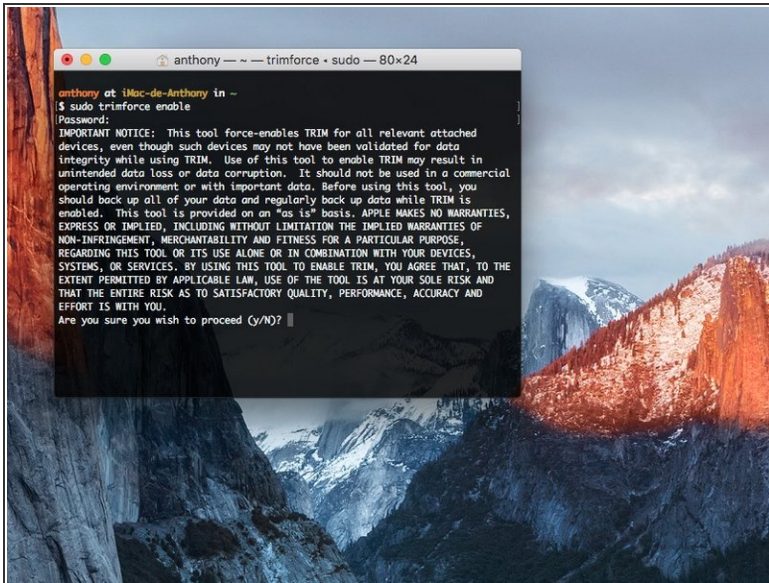 anthony — ~ — trimforce ◂ sudo — 80×24
anthony at iMac-de-Anthony in ~
[$ sudo trimforce enable ]
[Password: ]
IMPORTANT NOTICE:  This tool force-enables TRIM for all relevant attached
devices, even though such devices may not have been validated for data
integrity while using TRIM.  Use of this tool to enable TRIM may result in
unintended data loss or data corruption.  It should not be used in a commercial
operating environment or with important data. Before using this tool, you
should back up all of your data and regularly back up data while TRIM is
enabled.  This tool is provided on an “as is” basis. APPLE MAKES NO WARRANTIES,
EXPRESS OR IMPLIED, INCLUDING WITHOUT LIMITATION THE IMPLIED WARRANTIES OF
NON-INFRINGEMENT, MERCHANTABILITY AND FITNESS FOR A PARTICULAR PURPOSE,
REGARDING THIS TOOL OR ITS USE ALONE OR IN COMBINATION WITH YOUR DEVICES,
SYSTEMS, OR SERVICES. BY USING THIS TOOL TO ENABLE TRIM, YOU AGREE THAT, TO THE
EXTENT PERMITTED BY APPLICABLE LAW, USE OF THE TOOL IS AT YOUR SOLE RISK AND
THAT THE ENTIRE RISK AS TO SATISFACTORY QUALITY, PERFORMANCE, ACCURACY AND
EFFORT IS WITH YOU.
Are you sure you wish to proceed (y/N)?